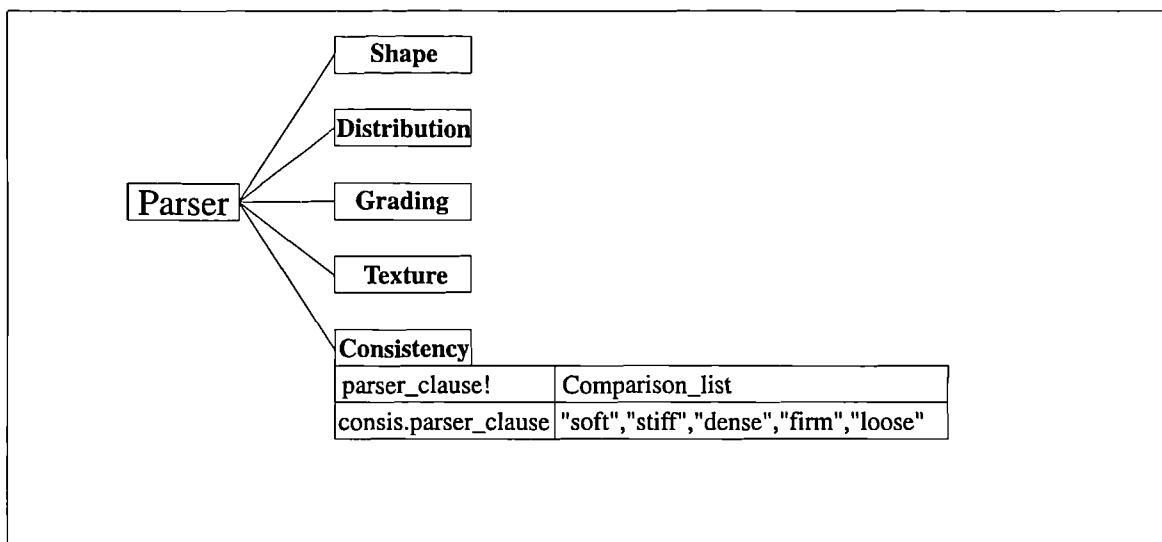 Shape
Distribution
Parser
Grading
Texture
Consistency
parser_clause! Comparison_list
consis.parser_clause "soft","stiff","dense","firm","loose"